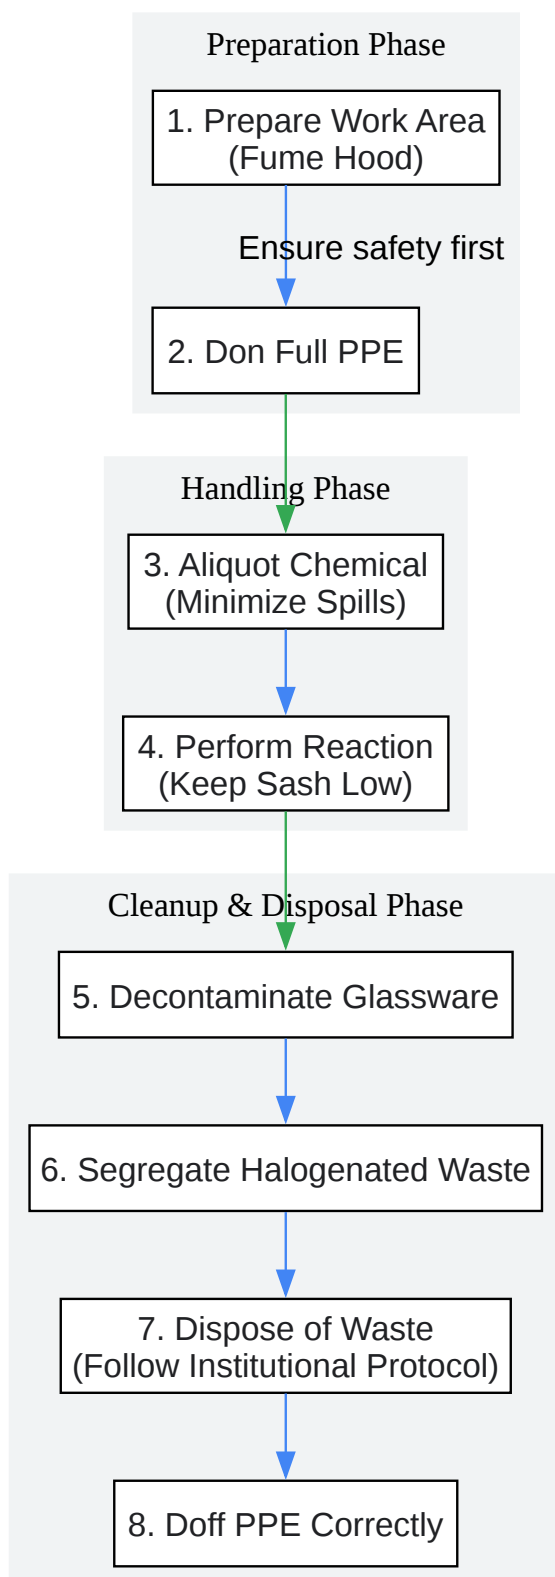 Preparation Phase
1. Prepare Work Area
(Fume Hood)
Ensure safety first
2. Don Full PPE
Handling Phase
3. Aliquot Chemical
(Minimize Spills)
4. Perform Reaction
(Keep Sash Low)
Cleanup & Disposal Phase
5. Decontaminate Glassware
6. Segregate Halogenated Waste
7. Dispose of Waste
(Follow Institutional Protocol)
8. Doff PPE Correctly